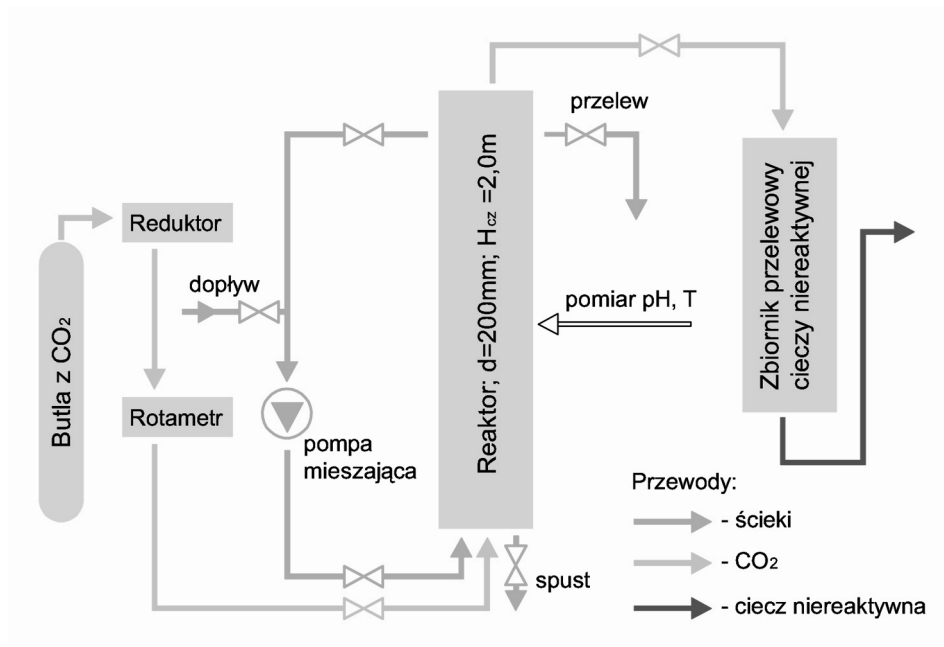 przelew
Reduktor
dopływ
Butla z CO₂
Rotametr
pompa
mieszająca
Reaktor; d=200mm; Hcz =2,0m
pomiar pH, T
Zbiornik przelewowy
cieczy niereaktywnej
spust
Przewody:
- ścieki
- CO₂
- ciecz niereaktywna